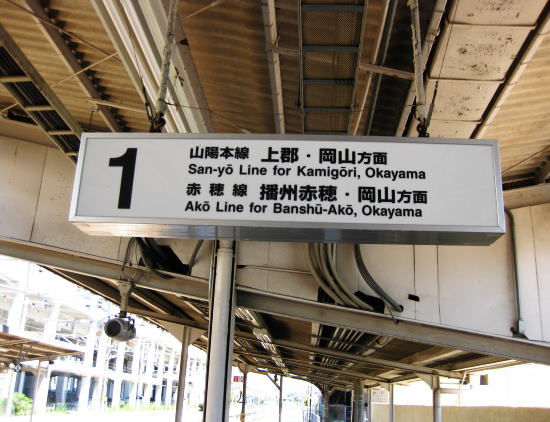 1
山陽本線 上郡・岡山方面
San-yō Line for Kamigōri, Okayama
赤穂線 播州赤穂・岡山方面
Akō Line for Banshū-Akō, Okayama